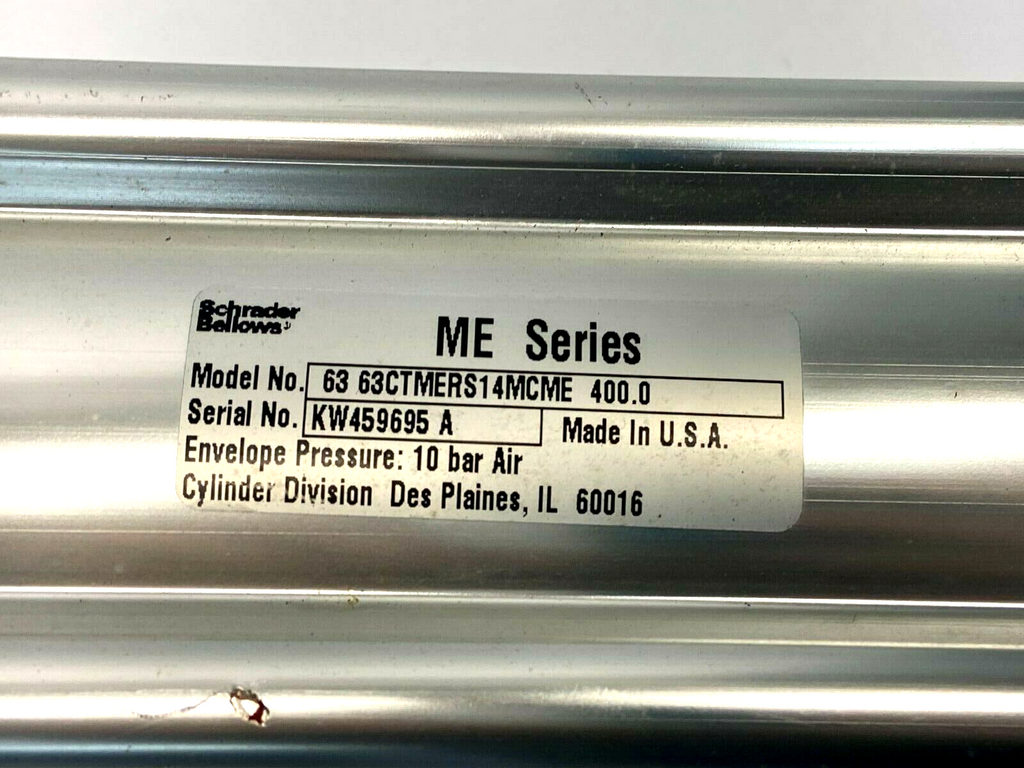 Schrader
Bellows
ME Series
Model No. 63 63CTMERS14MCME 400.0
Serial No. KW459695 A Made In U.S.A.
Envelope Pressure: 10 bar Air
Cylinder Division Des Plaines, IL 60016